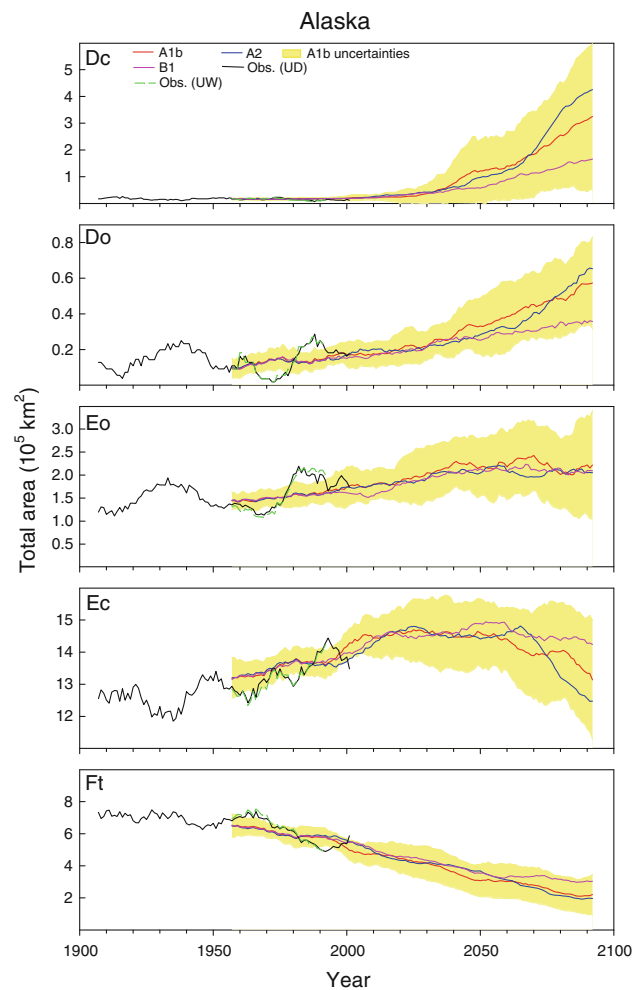 Alaska
Dc
A1b
A2
A1b uncertainties
B1
Obs. (UD)
Obs. (UW)
5
4
3
2
1
Do
0.8
0.6
0.4
0.2
Eo
3.0
2.5
2.0
1.5
1.0
0.5
Ec
15
14
13
12
Ft
8
6
4
2
Total area (10⁵ km²)
1900
1950
2000
2050
2100
Year